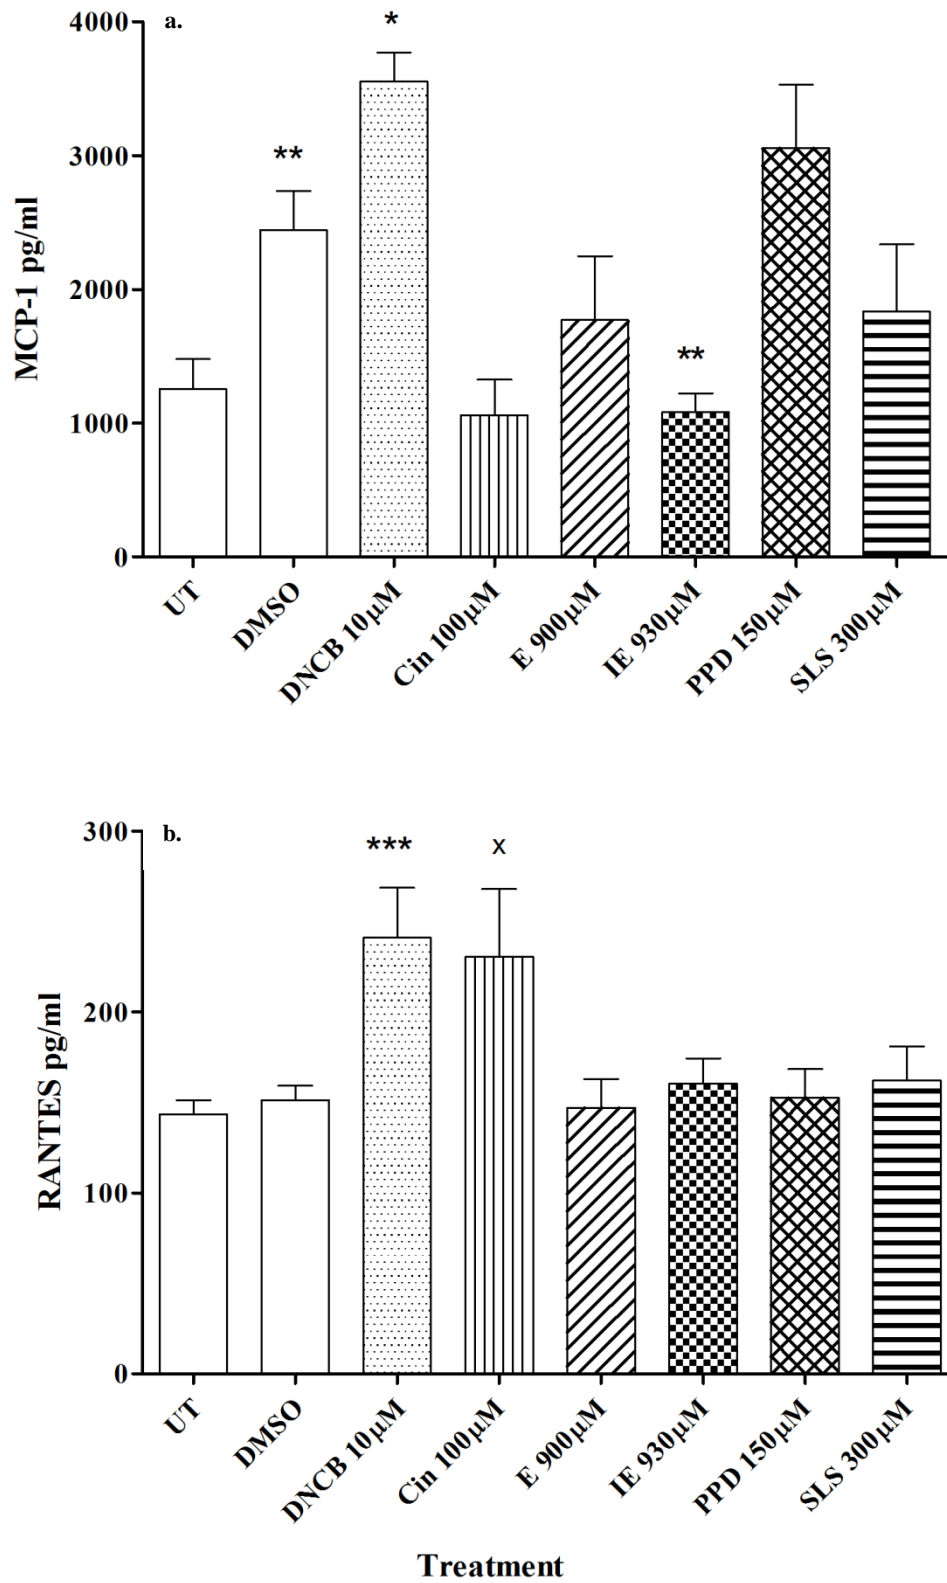 a.
MCP-1 pg/ml
4000
3000
2000
1000
0
**
*
**
UT
DMSO
DNCB 10µM
Cin 100µM
E 900µM
IE 930µM
PPD 150µM
SLS 300µM
b.
RANTES pg/ml
300
200
100
0
***
x
UT
DMSO
DNCB 10µM
Cin 100µM
E 900µM
IE 930µM
PPD 150µM
SLS 300µM
Treatment